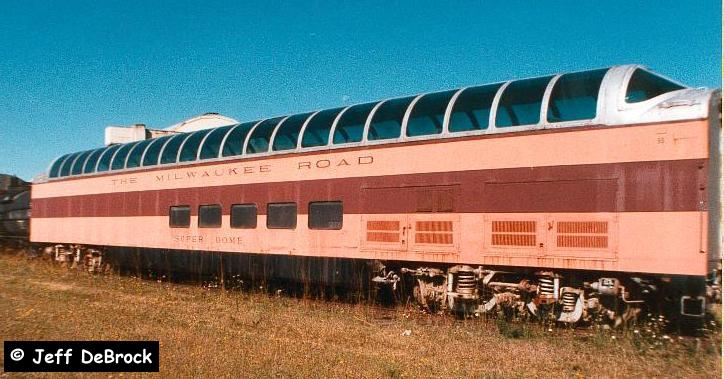 THE MILWAUKEE ROAD
SUPER DOME
© Jeff DeBrock